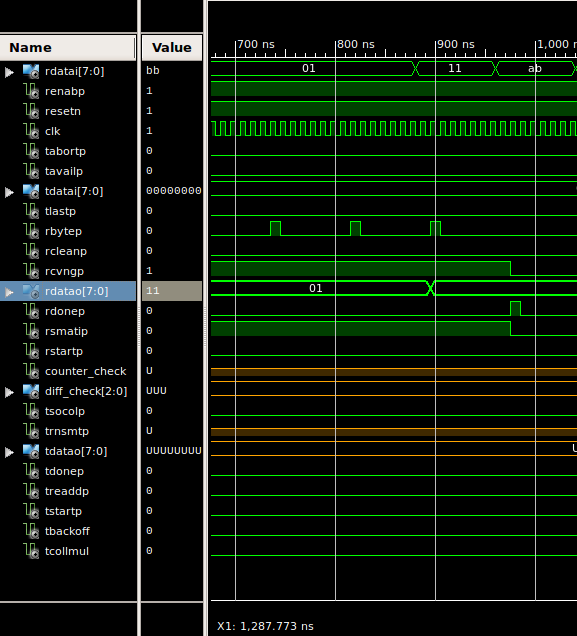 Name Value 700 ns 800 ns 900 ns 1,000 n
rdatai[7:0] bb 01 11 ab
renabp 1
resetn 1
clk 1
tabortp 0
tavailp 0
tdatai[7:0] 00000000
tlastp 0
rbytep 0
rcleanp 0
rcvngp 1
rdatao[7:0] 11 01
rdonep 0
rsmatip 0
rstartp 0
counter_check U
diff_check[2:0] UUU
tsocolp 0
trnsmtp U
tdatao[7:0] UUUUUUUU U
tdonep 0
treaddp 0
tstartp 0
tbackoff 0
tcollmul 0
X1: 1,287.773 ns